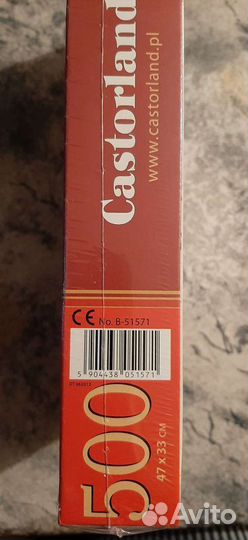 Castorland
www.castorland.pl
CE No. B-51571
5 904438 051571
500
47 x 33 CM
Avito